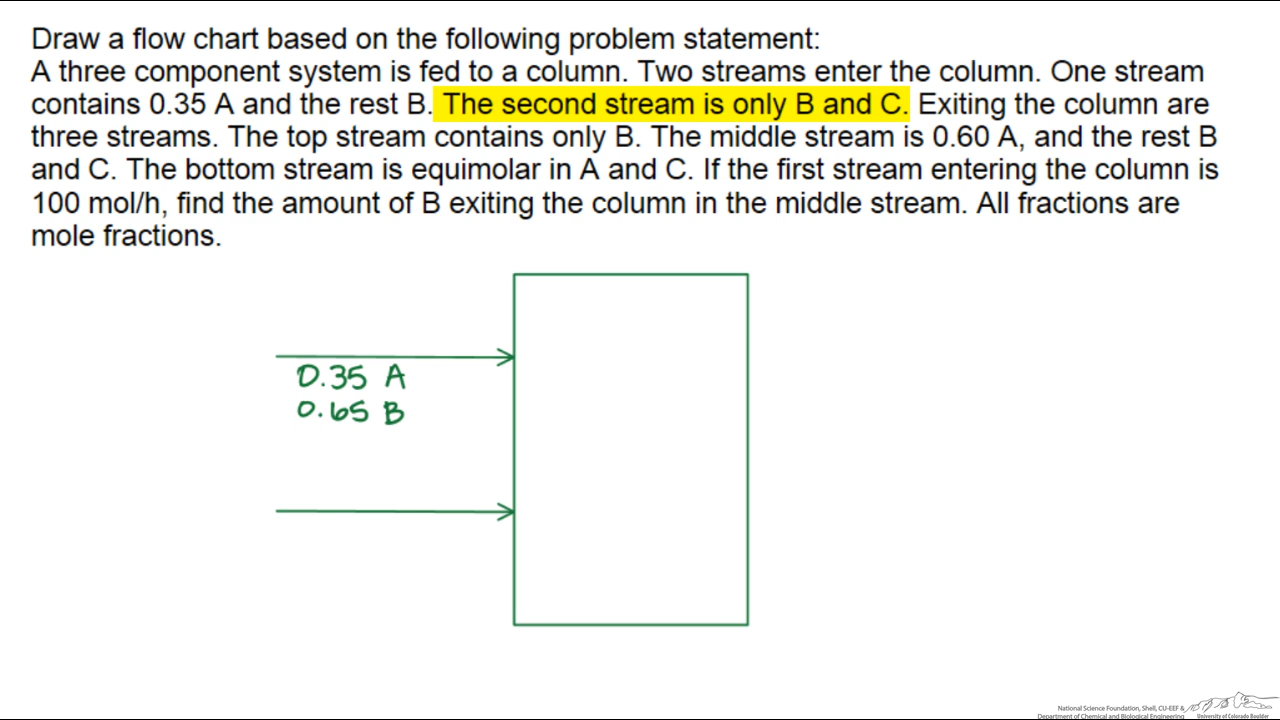 Draw a flow chart based on the following problem statement:
A three component system is fed to a column. Two streams enter the column. One stream
contains 0.35 A and the rest B. The second stream is only B and C. Exiting the column are
three streams. The top stream contains only B. The middle stream is 0.60 A, and the rest B
and C. The bottom stream is equimolar in A and C. If the first stream entering the column is
100 mol/h, find the amount of B exiting the column in the middle stream. All fractions are
mole fractions.
0.35 A
0.65 B
National Science Foundation, Shell, CU-EEF &
Department of Chemical and Biological Engineering
University of Colorado Boulder